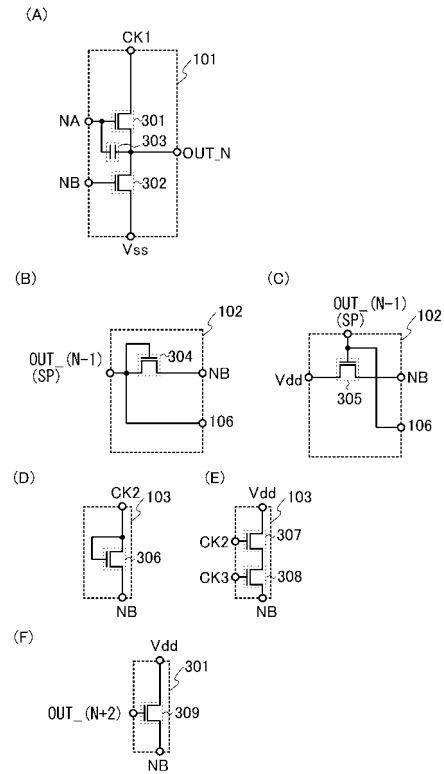 (A)
CK1
101
NA
301
303
OUT_N
NB
302
Vss
(B)
(C)
102
OUT_(N-1)
(SP)
304
NB
106
OUT_(N-1)
(SP)
102
Vdd
305
NB
106
(D)
CK2
103
306
NB
(E)
Vdd
103
307
CK2
CK3
308
NB
(F)
Vdd
301
OUT_(N+2)
309
NB